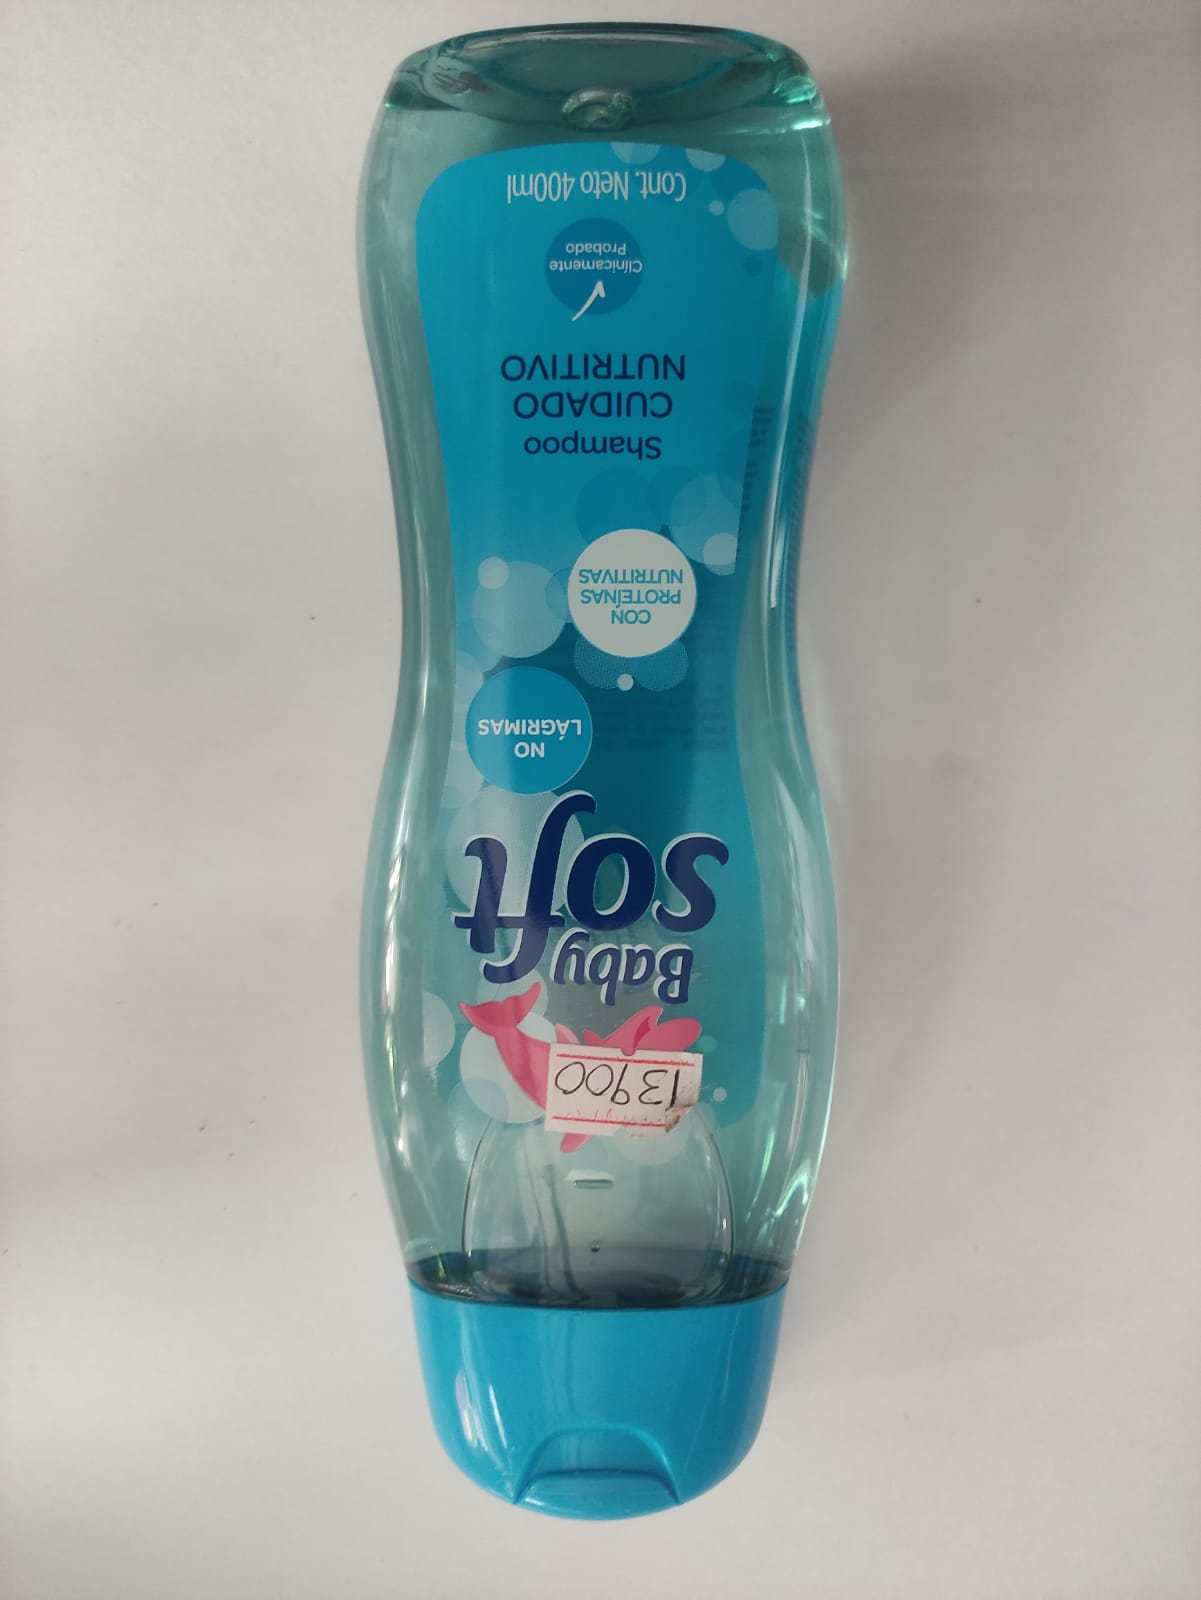 13900
Baby
soft
NO
LÁGRIMAS
CON
PROTEÍNAS
NUTRITIVAS
Shampoo
CUIDADO
NUTRITIVO
Clínicamente
Probado
Cont. Neto 400ml